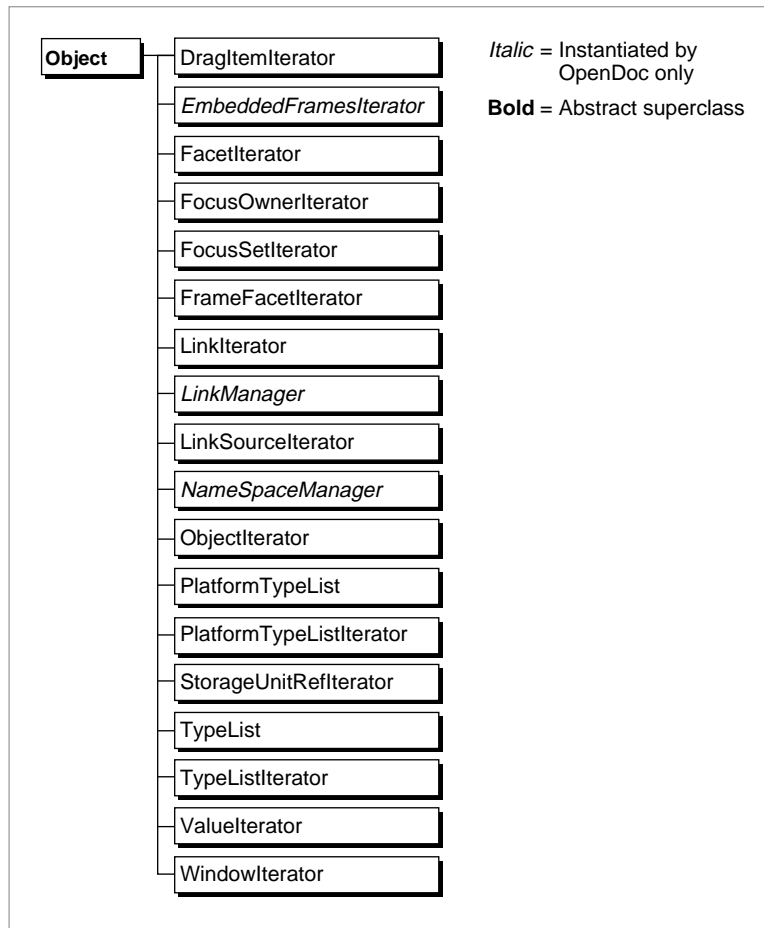 Object
DragItemIterator
EmbeddedFramesIterator
FacetIterator
FocusOwnerIterator
FocusSetIterator
FrameFacetIterator
LinkIterator
LinkManager
LinkSourceIterator
NameSpaceManager
ObjectIterator
PlatformTypeList
PlatformTypeListIterator
StorageUnitRefIterator
TypeList
TypeListIterator
ValueIterator
WindowIterator
Italic = Instantiated by
OpenDoc only
Bold = Abstract superclass